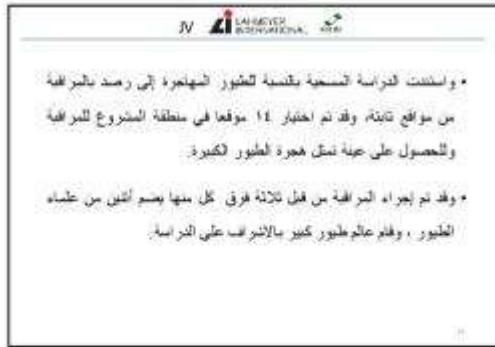 JV LAHMEYER INTERNATIONAL
• واستندت الدراسة المسحية بالنسبة للطيور المهاجرة إلى رصد بالمراقبة
من مواقع ثابتة، وقد تم اختيار ١٤ موقعا في منطقة المشروع للمراقبة
وللحصول على عينة تمثل هجرة الطيور الكبيرة.
• وقد تم إجراء المراقبة من قبل ثلاثة فرق كل منها يضم أثنين من علماء
الطيور ، وقام عالم طيور كبير بالاشراف على الدراسة.